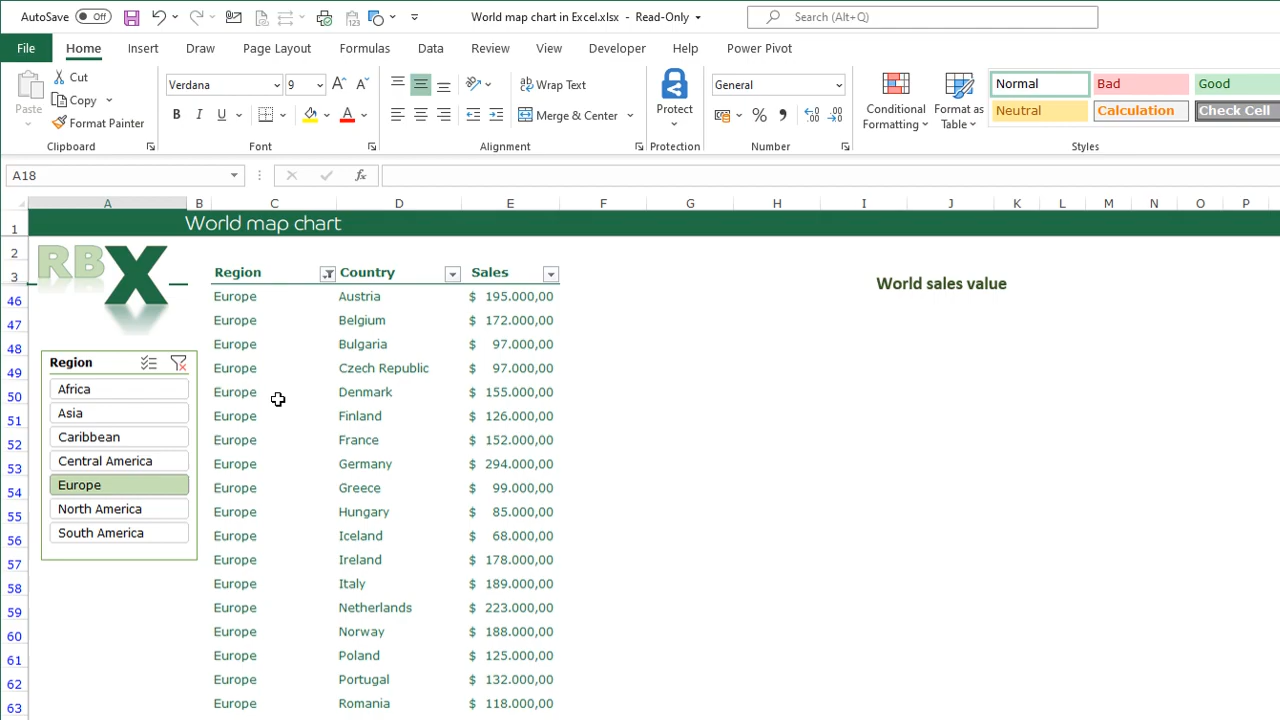 AutoSave Off World map chart in Excel.xlsx - Read-Only Search (Alt+Q)
File Home Insert Draw Page Layout Formulas Data Review View Developer Help Power Pivot
Paste Cut Copy Format Painter Clipboard
Verdana 9 B I U A A A Font
ab Wrap Text Merge & Center Alignment
Protect Protection
General % Number
Conditional Formatting Format as Table
Normal Bad Good
Neutral Calculation Check Cell
Styles
A18 fx
A B C D E F G H I J K L M N O P
1 World map chart
2 RBX
3 Region Country Sales World sales value
46 Europe Austria $ 195.000,00
47 Europe Belgium $ 172.000,00
48 Europe Bulgaria $ 97.000,00
49 Europe Czech Republic $ 97.000,00
50 Europe Denmark $ 155.000,00
51 Europe Finland $ 126.000,00
52 Europe France $ 152.000,00
53 Europe Germany $ 294.000,00
54 Europe Greece $ 99.000,00
55 Europe Hungary $ 85.000,00
56 Europe Iceland $ 68.000,00
57 Europe Ireland $ 178.000,00
58 Europe Italy $ 189.000,00
59 Europe Netherlands $ 223.000,00
60 Europe Norway $ 188.000,00
61 Europe Poland $ 125.000,00
62 Europe Portugal $ 132.000,00
63 Europe Romania $ 118.000,00
Region
Africa
Asia
Caribbean
Central America
Europe
North America
South America